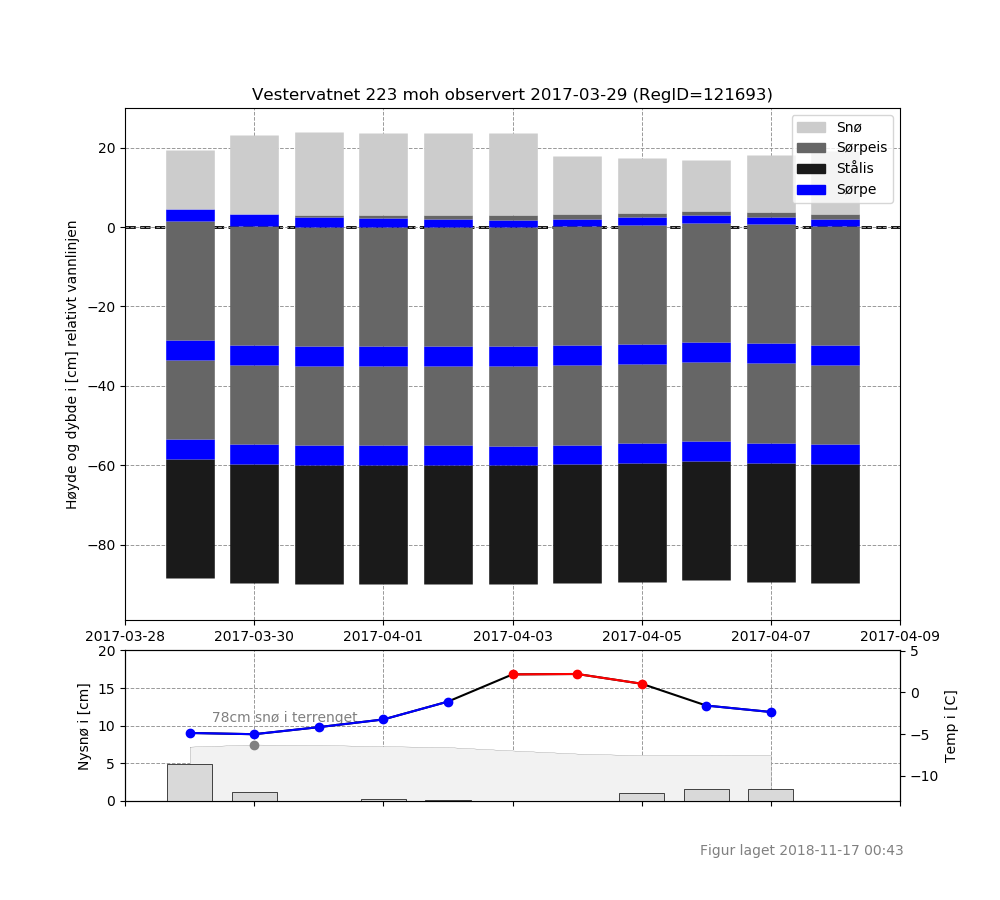 Vestervatnet 223 moh observert 2017-03-29 (RegID=121693)
Snø
Sørpeis
Stålis
Sørpe
Høyde og dybde i [cm] relativt vannlinjen
20
0
−20
−40
−60
−80
2017-03-28 2017-03-30 2017-04-01 2017-04-03 2017-04-05 2017-04-07 2017-04-09
Nysnø i [cm]
20
15
10
5
0
78cm snø i terrenget
5
0
−5
−10
Temp i [C]
Figur laget 2018-11-17 00:43